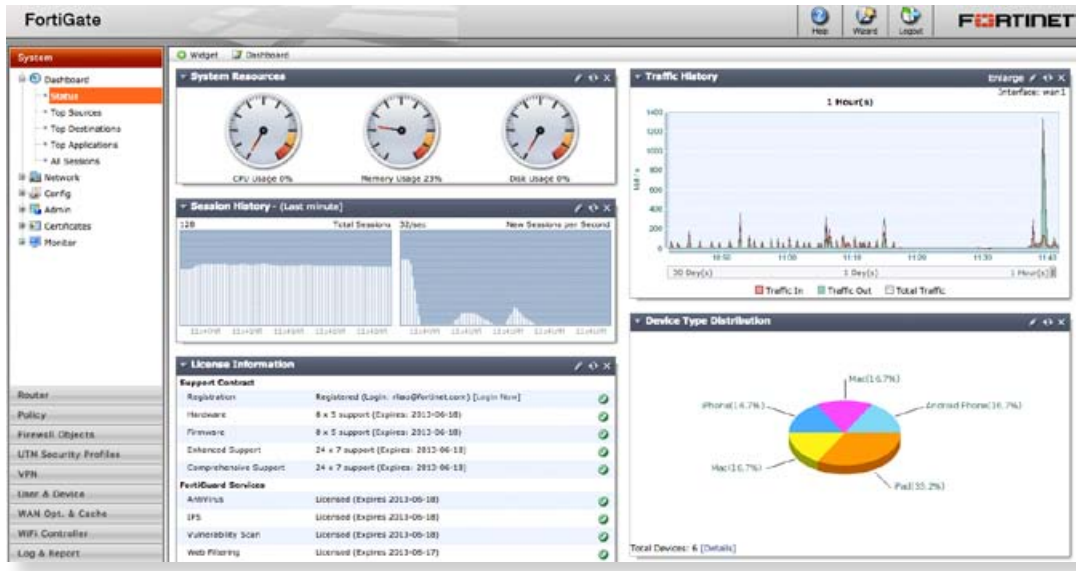 FortiGate
Help
Wizard
Logout
FORTINET
System
Widget
Dashboard
Dashboard
Status
Top Sources
Top Destinations
Top Applications
All Sessions
Network
Config
Admin
Certificates
Monitor
Router
Policy
Firewall Objects
UTM Security Profiles
VPN
User & Device
WAN Opt. & Cache
WiFi Controller
Log & Report
System Resources
CPU Usage 0%
Memory Usage 23%
Disk Usage 0%
Session History - (Last minute)
128 Total Sessions
32/sec New Sessions per Second
License Information
Support Contract
Registration Registered (Login: @fortinet.com) [Login Now]
Hardware 8 x 5 support (Expires: 2013-06-18)
Firmware 8 x 5 support (Expires: 2013-06-18)
Enhanced Support 24 x 7 support (Expires: 2013-06-18)
Comprehensive Support 24 x 7 support (Expires: 2013-06-18)
FortiGuard Services
AntiVirus Licensed (Expires 2013-06-18)
IPS Licensed (Expires 2013-06-18)
Vulnerability Scan Licensed (Expires 2013-06-18)
Web Filtering Licensed (Expires 2013-06-17)
Traffic History
Enlarge
Interface: wan1
1 Hour(s)
1400
1200
1000
800
600
400
200
0
10:50 11:00 11:10 11:20 11:30 11:40
30 Day(s) 1 Day(s) 1 Hour(s)
Traffic In Traffic Out Total Traffic
Device Type Distribution
Mac(16.7%)
iPhone(16.7%)
Android Phone(16.7%)
Mac(16.7%)
iPad(33.2%)
Total Devices: 6 [Details]